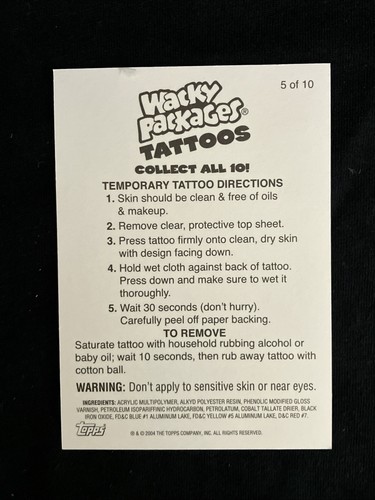 5 of 10
Wacky
Packages®
TATTOOS
COLLECT ALL 10!
TEMPORARY TATTOO DIRECTIONS
1. Skin should be clean & free of oils
& makeup.
2. Remove clear, protective top sheet.
3. Press tattoo firmly onto clean, dry skin
with design facing down.
4. Hold wet cloth against back of tattoo.
Press down and make sure to wet it
thoroughly.
5. Wait 30 seconds (don't hurry).
Carefully peel off paper backing.
TO REMOVE
Saturate tattoo with household rubbing alcohol or
baby oil; wait 10 seconds, then rub away tattoo with
cotton ball.
WARNING: Don't apply to sensitive skin or near eyes.
INGREDIENTS: ACRYLIC MULTIPOLYMER, ALKYD POLYESTER RESIN, PHENOLIC MODIFIED GLOSS
VARNISH, PETROLEUM ISOPARIFFINIC HYDROCARBON, PETROLATUM, COBALT TALLATE DRIER, BLACK
IRON OXIDE, FD&C BLUE #1 ALUMINUM LAKE, FD&C YELLOW #5 ALUMINUM LAKE, D&C RED #7.
Topps ® & © 2004 THE TOPPS COMPANY, INC. ALL RIGHTS RESERVED.